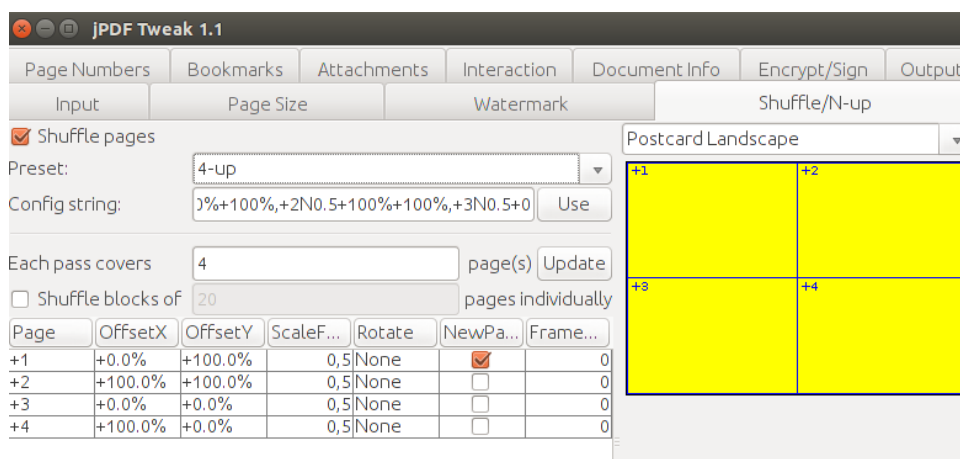 jPDF Tweak 1.1
Page Numbers Bookmarks Attachments Interaction Document Info Encrypt/Sign Output
Input Page Size Watermark Shuffle/N-up
Shuffle pages
Postcard Landscape
Preset: 4-up
Config string: 0%+100%,+2N0.5+100%+100%,+3N0.5+0 Use
Each pass covers 4 page(s) Update
Shuffle blocks of 20 pages individually
Page OffsetX OffsetY ScaleF... Rotate NewPa... Frame...
+1 +0.0% +100.0% 0,5 None 0
+2 +100.0% +100.0% 0,5 None 0
+3 +0.0% +0.0% 0,5 None 0
+4 +100.0% +0.0% 0,5 None 0
+1 +2
+3 +4